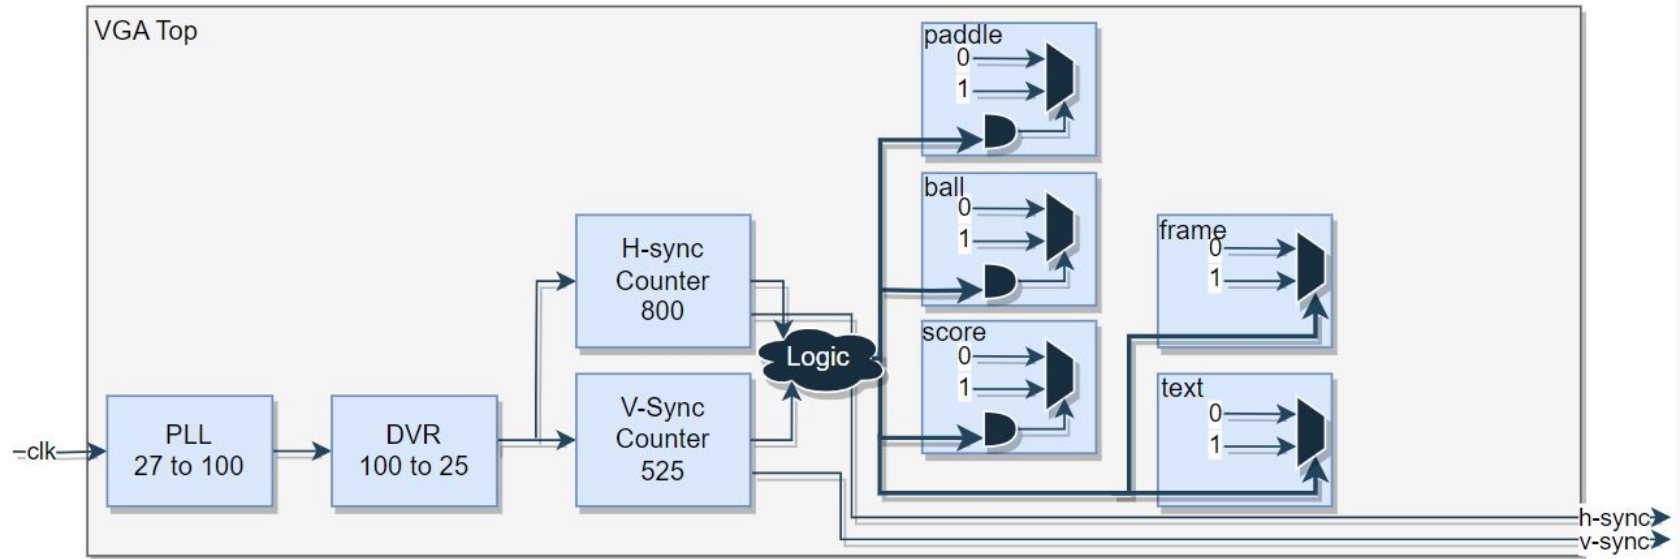 VGA Top
clk
PLL
27 to 100
DVR
100 to 25
H-sync
Counter
800
V-Sync
Counter
525
Logic
paddle
0
1
ball
0
1
score
0
1
frame
0
1
text
0
1
h-sync
v-sync